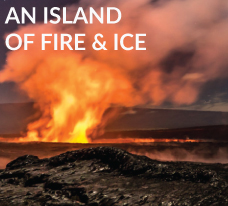 AN ISLAND
OF FIRE & ICE